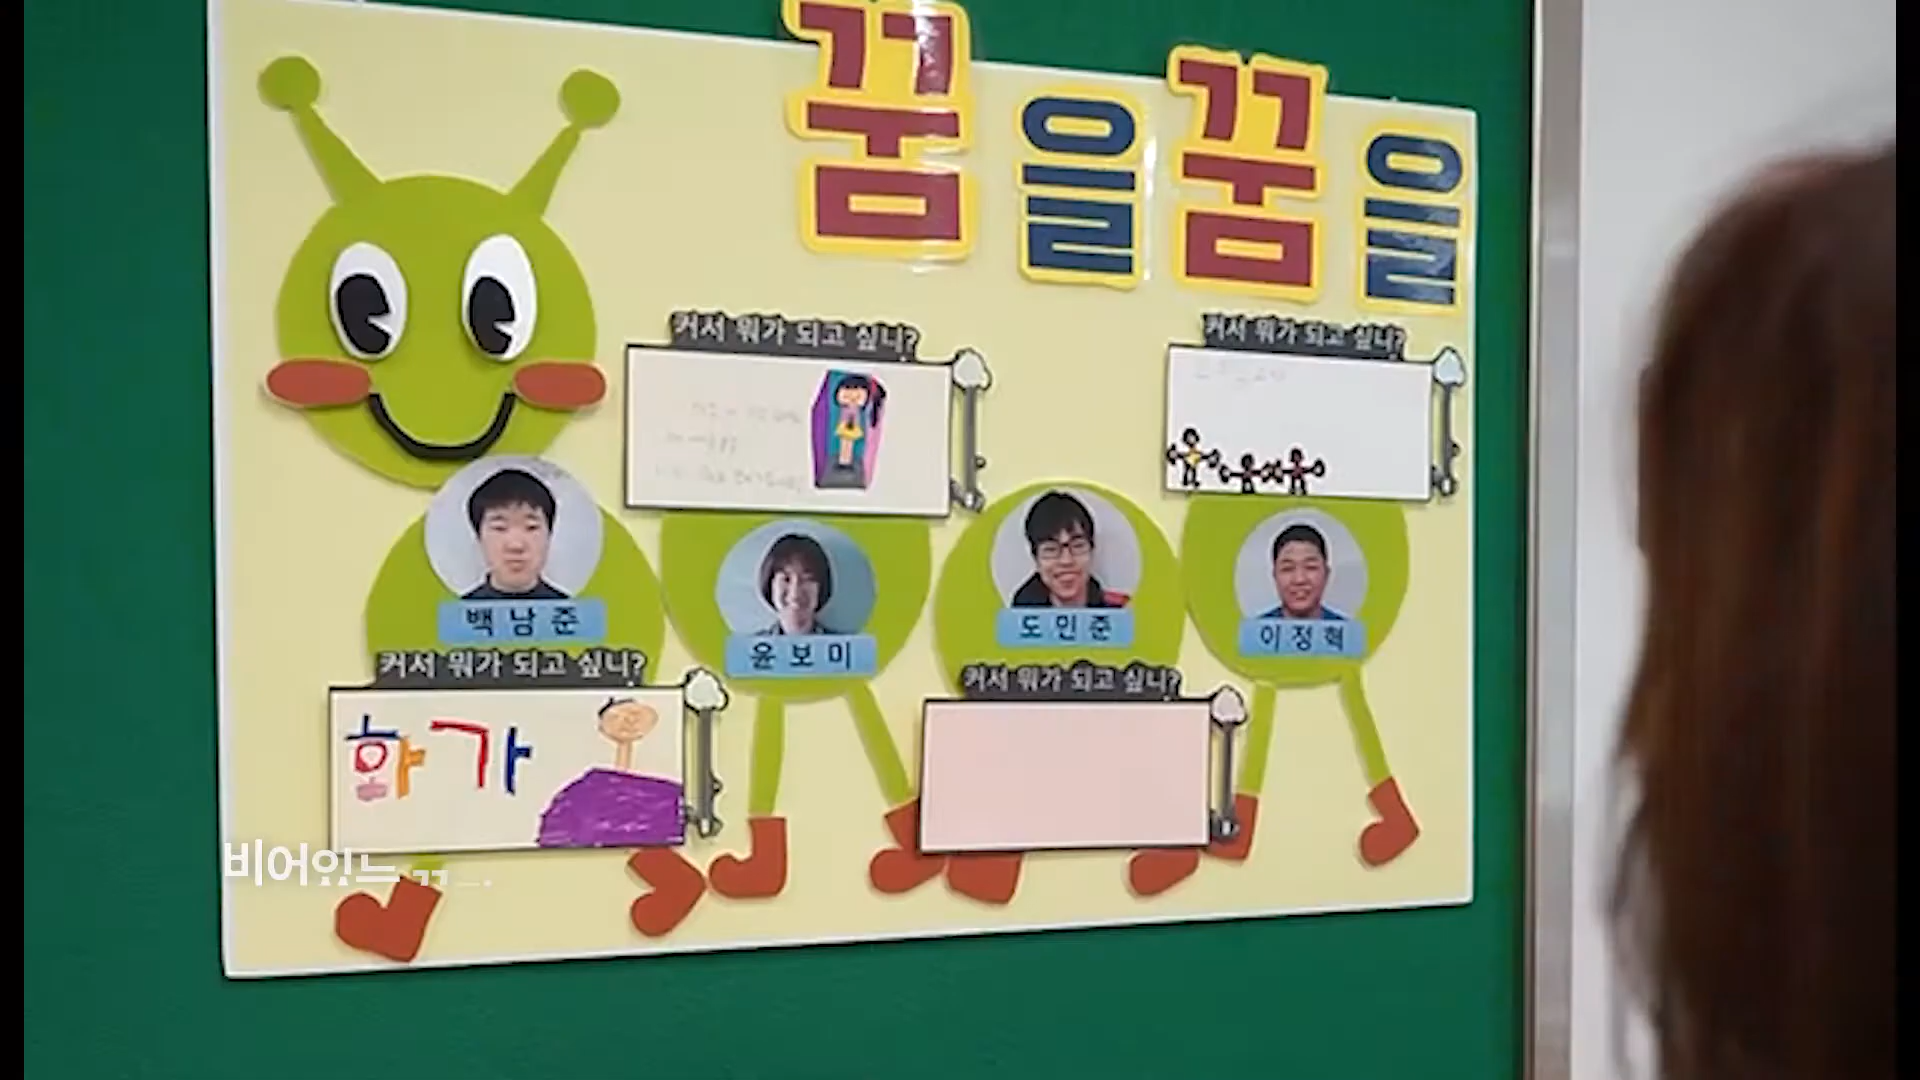 꿈을꿈을
커서 뭐가 되고 싶니?
커서 뭐가 되고 싶니?
백남준
윤보미
도민준
이정혁
커서 뭐가 되고 싶니?
커서 뭐가 되고 싶니?
화가
비어있는